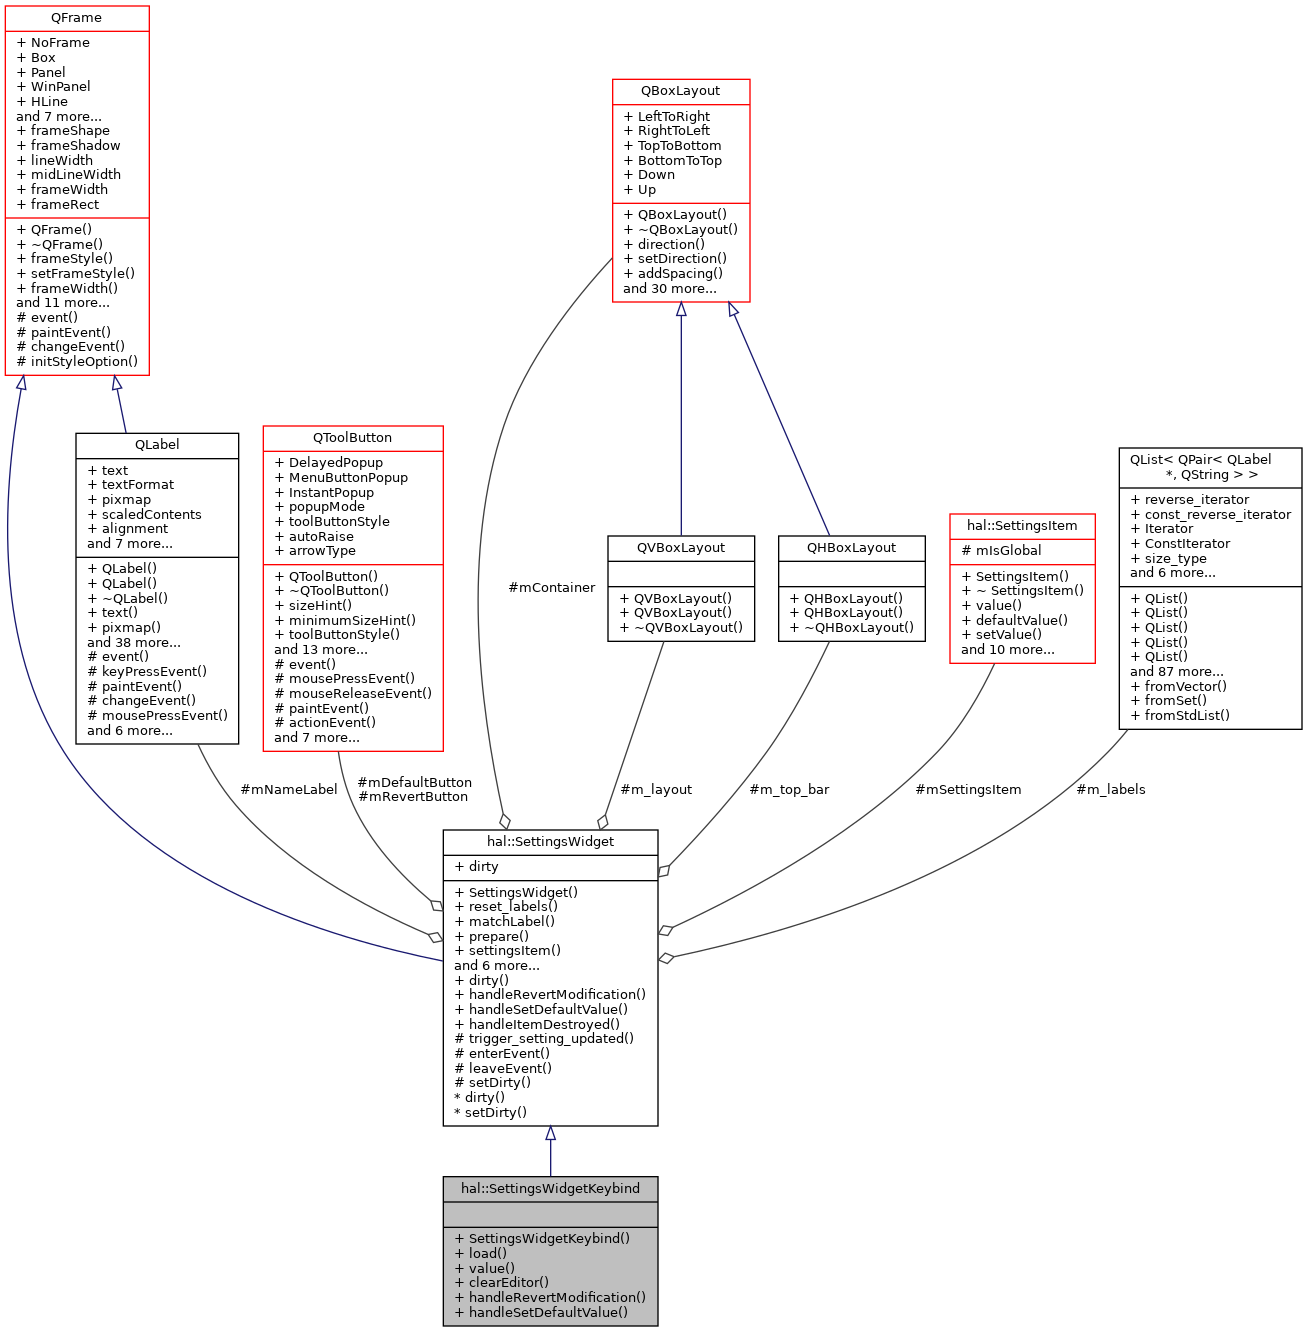 QFrame
+ NoFrame
+ Box
+ Panel
+ WinPanel
+ HLine
and 7 more...
+ frameShape
+ frameShadow
+ lineWidth
+ midLineWidth
+ frameWidth
+ frameRect
+ QFrame()
+ ~QFrame()
+ frameStyle()
+ setFrameStyle()
+ frameWidth()
and 11 more...
# event()
# paintEvent()
# changeEvent()
# initStyleOption()
QBoxLayout
+ LeftToRight
+ RightToLeft
+ TopToBottom
+ BottomToTop
+ Down
+ Up
+ QBoxLayout()
+ ~QBoxLayout()
+ direction()
+ setDirection()
+ addSpacing()
and 30 more...
QLabel
+ text
+ textFormat
+ pixmap
+ scaledContents
+ alignment
and 7 more...
+ QLabel()
+ QLabel()
+ ~QLabel()
+ text()
+ pixmap()
and 38 more...
# event()
# keyPressEvent()
# paintEvent()
# changeEvent()
# mousePressEvent()
and 6 more...
QToolButton
+ DelayedPopup
+ MenuButtonPopup
+ InstantPopup
+ popupMode
+ toolButtonStyle
+ autoRaise
+ arrowType
+ QToolButton()
+ ~QToolButton()
+ sizeHint()
+ minimumSizeHint()
+ toolButtonStyle()
and 13 more...
# event()
# mousePressEvent()
# mouseReleaseEvent()
# paintEvent()
# actionEvent()
and 7 more...
#mContainer
QVBoxLayout
+ QVBoxLayout()
+ QVBoxLayout()
+ ~QVBoxLayout()
QHBoxLayout
+ QHBoxLayout()
+ QHBoxLayout()
+ ~QHBoxLayout()
hal::SettingsItem
# mIsGlobal
+ SettingsItem()
+ ~ SettingsItem()
+ value()
+ defaultValue()
+ setValue()
and 10 more...
QList< QPair< QLabel
*, QString > >
+ reverse_iterator
+ const_reverse_iterator
+ Iterator
+ ConstIterator
+ size_type
and 6 more...
+ QList()
+ QList()
+ QList()
+ QList()
+ QList()
and 87 more...
+ fromVector()
+ fromSet()
+ fromStdList()
#mNameLabel
#mDefaultButton
#mRevertButton
#m_layout
#m_top_bar
#mSettingsItem
#m_labels
hal::SettingsWidget
+ dirty
+ SettingsWidget()
+ reset_labels()
+ matchLabel()
+ prepare()
+ settingsItem()
and 6 more...
+ dirty()
+ handleRevertModification()
+ handleSetDefaultValue()
+ handleItemDestroyed()
# trigger_setting_updated()
# enterEvent()
# leaveEvent()
# setDirty()
* dirty()
* setDirty()
hal::SettingsWidgetKeybind
+ SettingsWidgetKeybind()
+ load()
+ value()
+ clearEditor()
+ handleRevertModification()
+ handleSetDefaultValue()